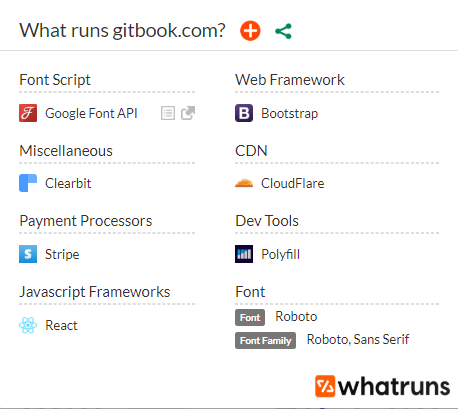 What runs gitbook.com?
Font Script
Google Font API
Web Framework
Bootstrap
Miscellaneous
Clearbit
CDN
CloudFlare
Payment Processors
Stripe
Dev Tools
Polyfill
Javascript Frameworks
React
Font
Font Roboto
Font Family Roboto, Sans Serif
whatruns